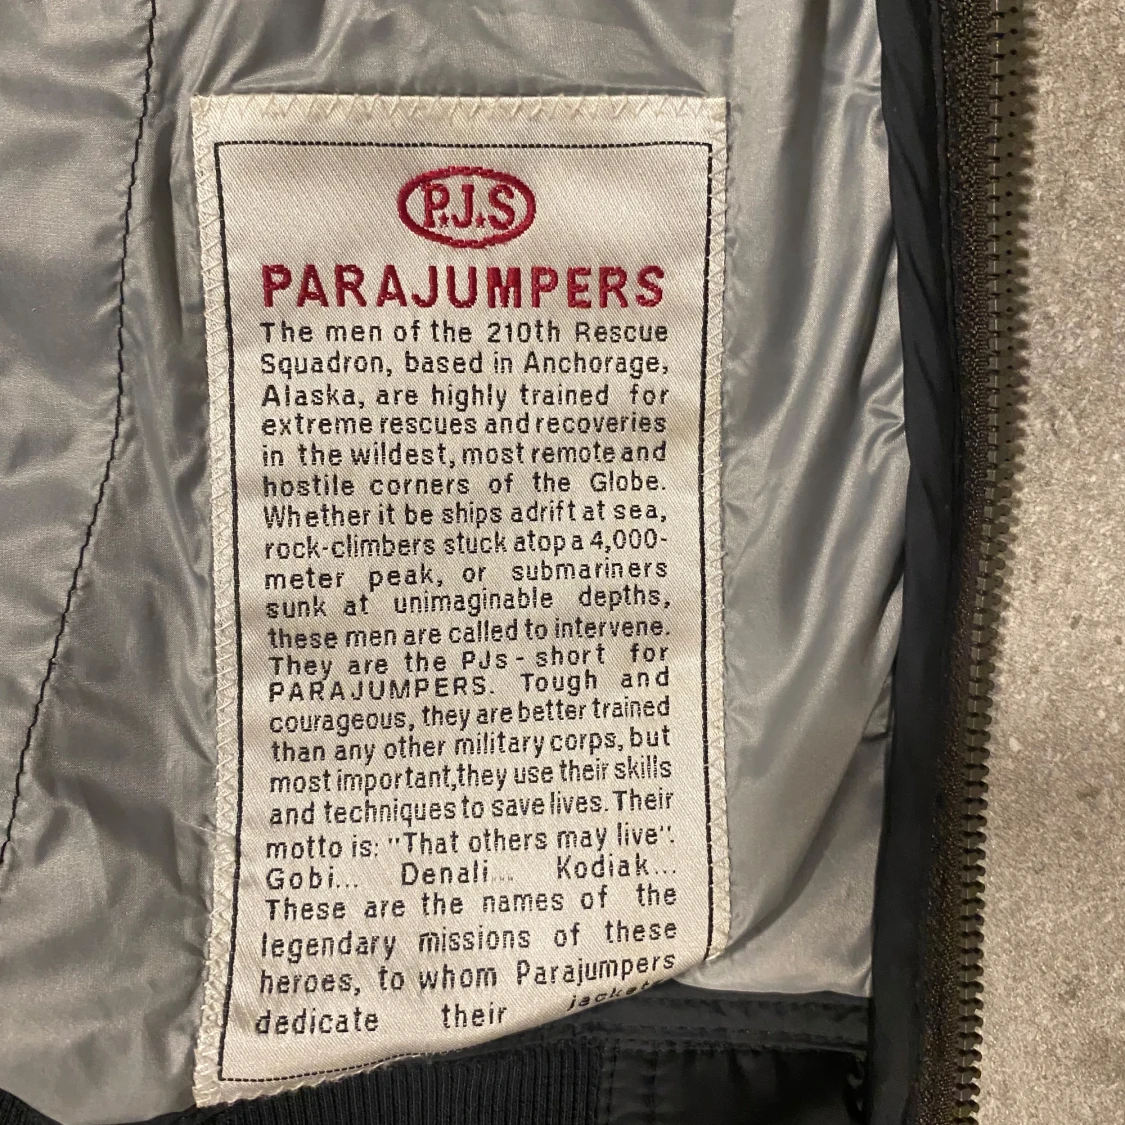 P.J.S
PARAJUMPERS
The men of the 210th Rescue
Squadron, based in Anchorage,
Alaska, are highly trained for
extreme rescues and recoveries
in the wildest, most remote and
hostile corners of the Globe.
Whether it be ships adrift at sea,
rock-climbers stuck atop a 4,000-
meter peak, or submariners
sunk at unimaginable depths,
these men are called to intervene.
They are the PJs - short for
PARAJUMPERS. Tough and
courageous, they are better trained
than any other military corps, but
most important,they use their skills
and techniques to save lives. Their
motto is: "That others may live".
Gobi... Denali... Kodiak...
These are the names of the
legendary missions of these
heroes, to whom Parajumpers
dedicate their